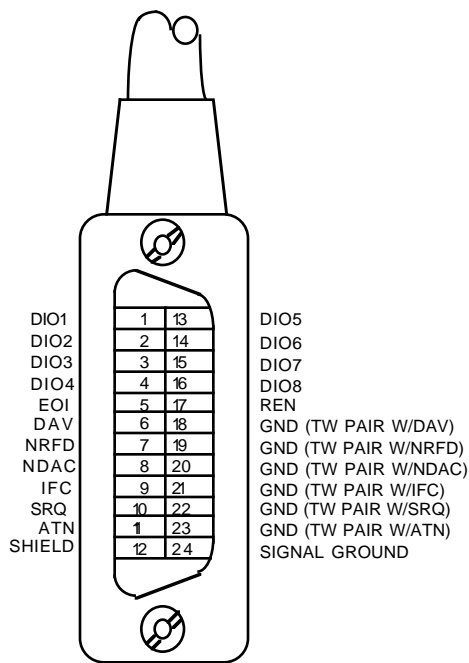 DIO1 1 13 DIO5
DIO2 2 14 DIO6
DIO3 3 15 DIO7
DIO4 4 16 DIO8
EOI 5 17 REN
DAV 6 18 GND (TW PAIR W/DAV)
NRFD 7 19 GND (TW PAIR W/NRFD)
NDAC 8 20 GND (TW PAIR W/NDAC)
IFC 9 21 GND (TW PAIR W/IFC)
SRQ 10 22 GND (TW PAIR W/SRQ)
ATN 11 23 GND (TW PAIR W/ATN)
SHIELD 12 24 SIGNAL GROUND